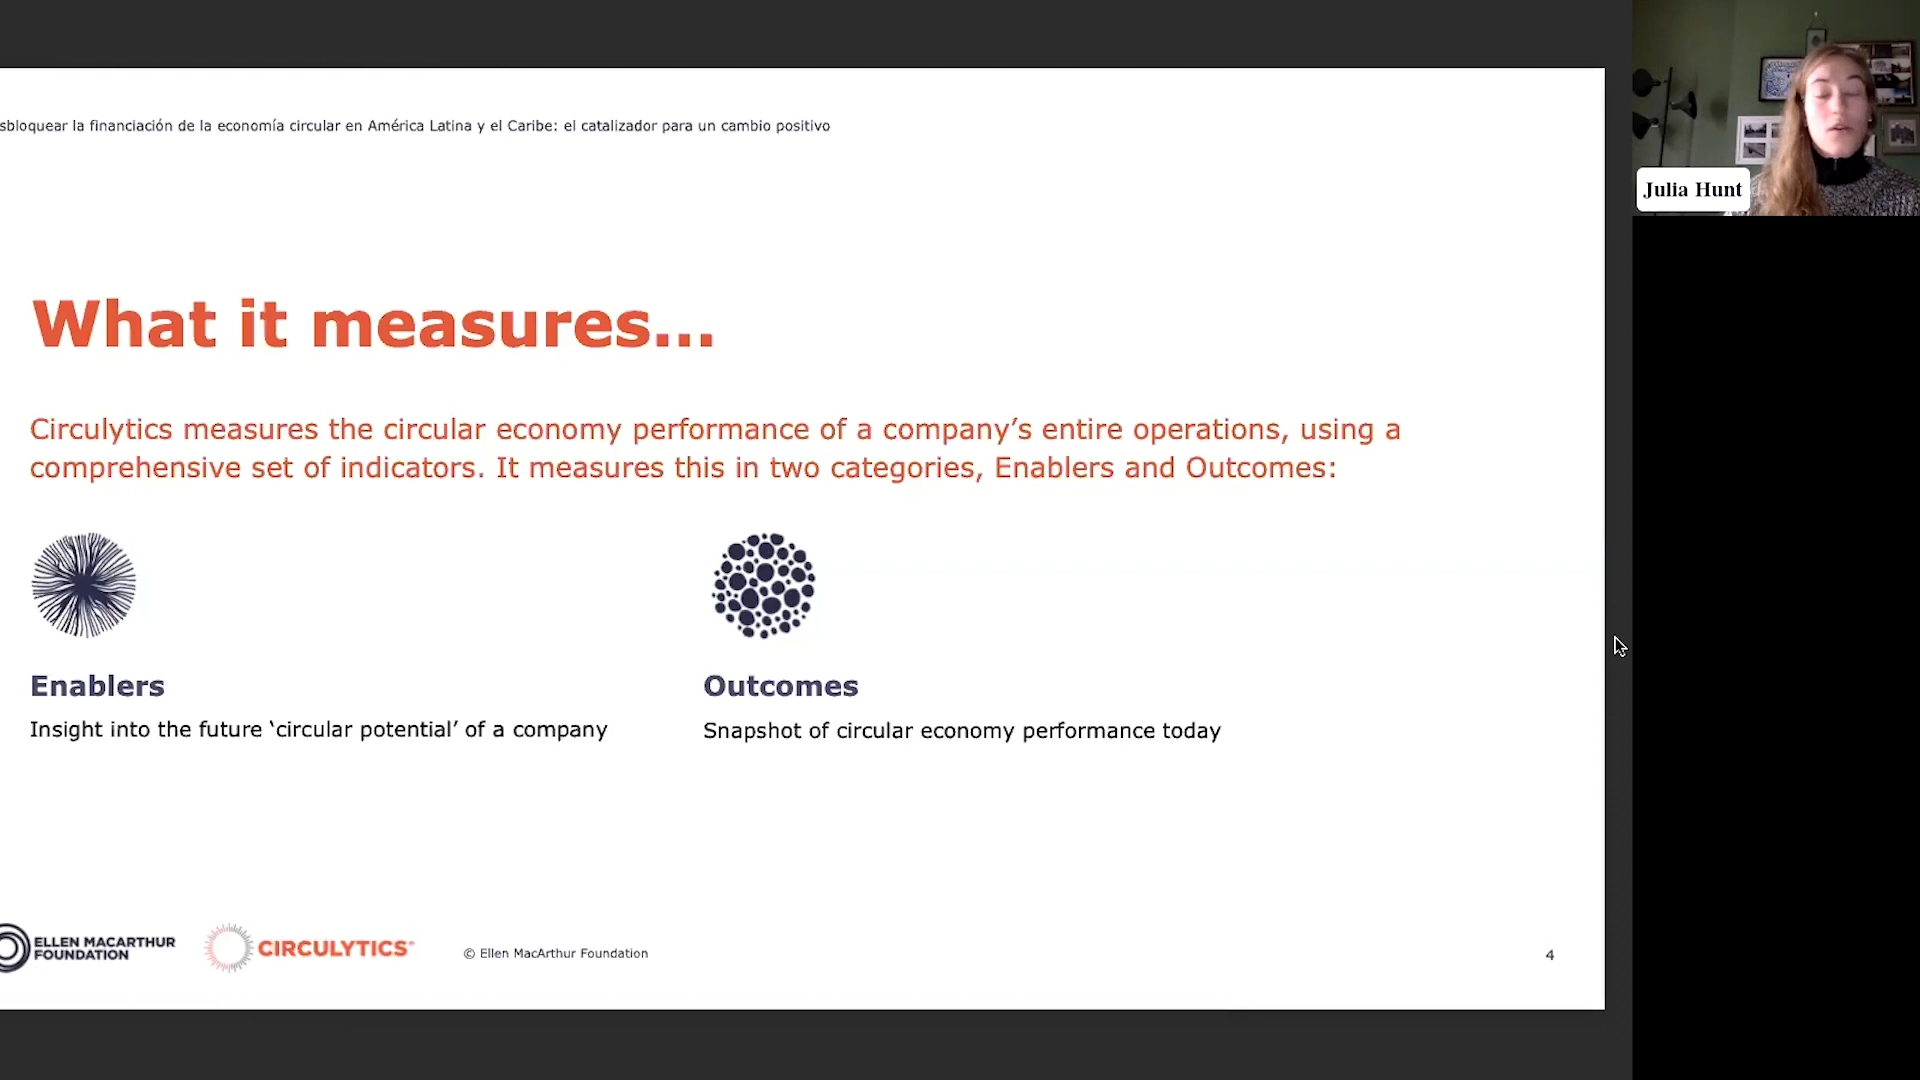 sbloquear la financiación de la economía circular en América Latina y el Caribe: el catalizador para un cambio positivo
Julia Hunt
What it measures...
Circulytics measures the circular economy performance of a company’s entire operations, using a
comprehensive set of indicators. It measures this in two categories, Enablers and Outcomes:
Enablers
Insight into the future ‘circular potential’ of a company
Outcomes
Snapshot of circular economy performance today
ELLEN MACARTHUR
FOUNDATION
CIRCULYTICS
© Ellen MacArthur Foundation
4